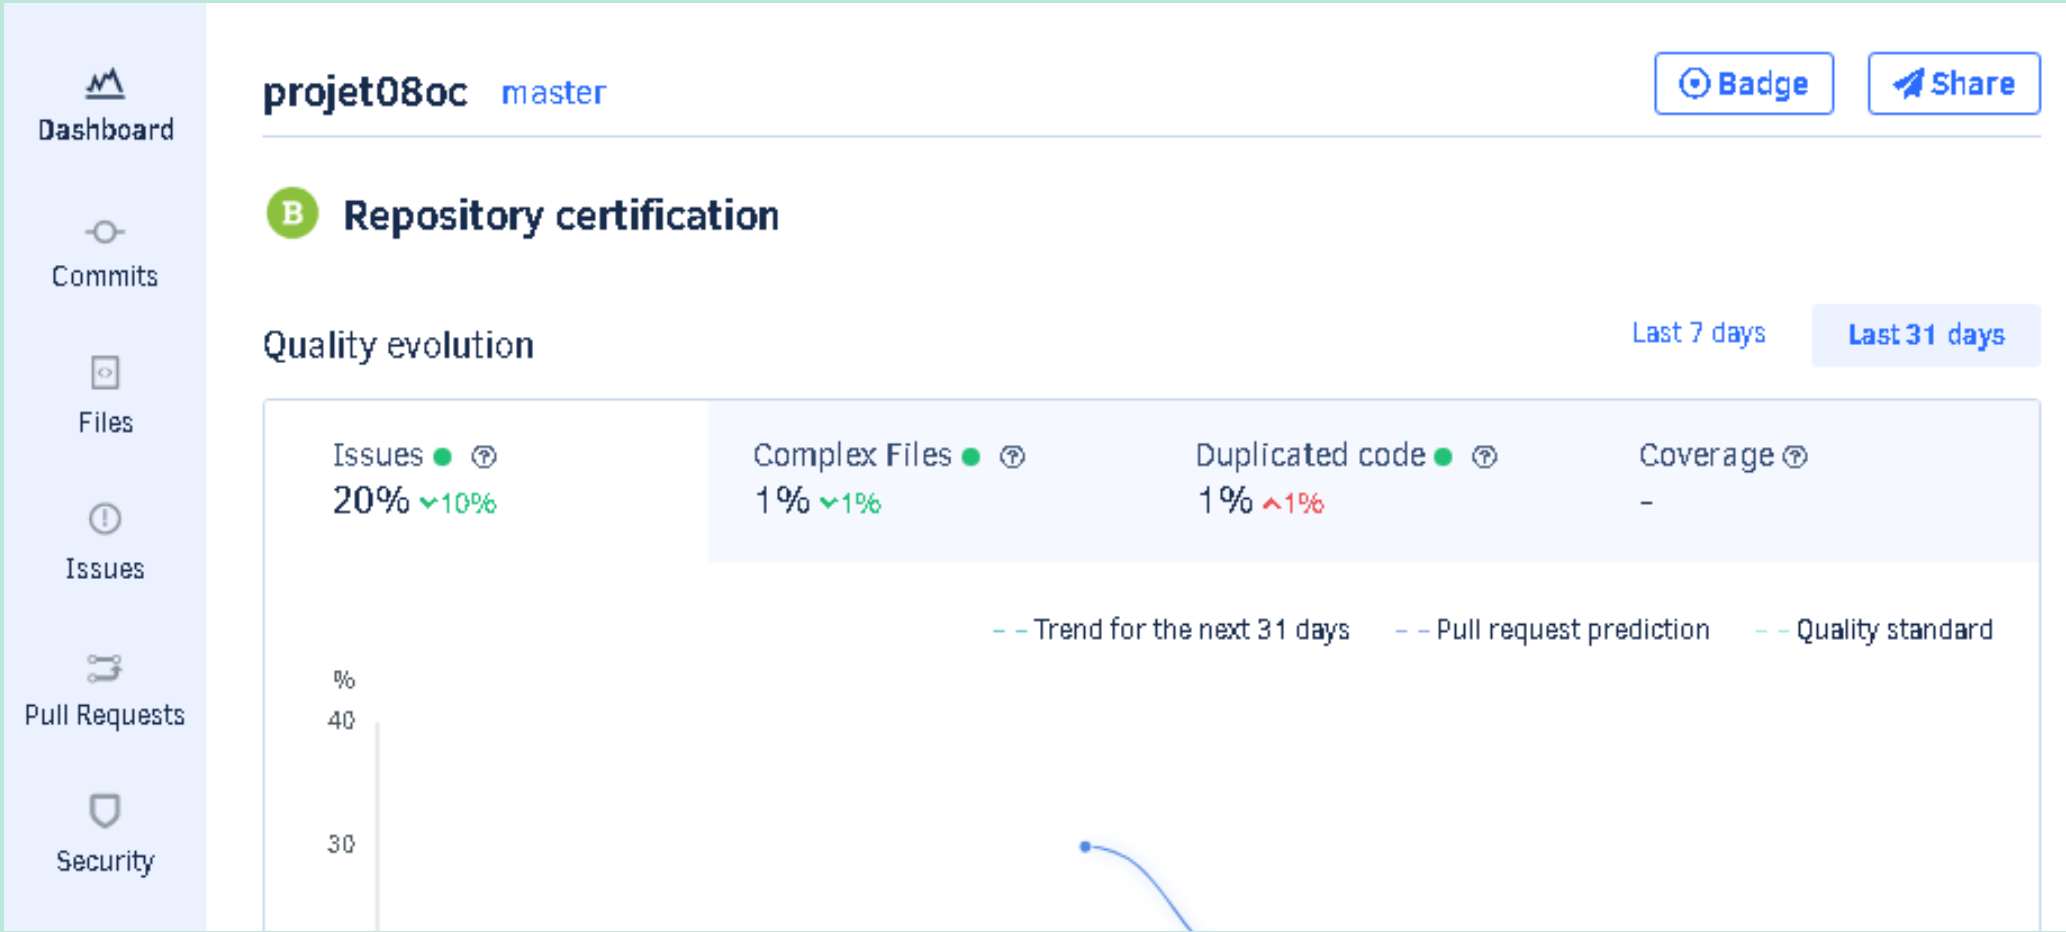 Dashboard
Commits
Files
Issues
Pull Requests
Security
projet08oc master
Badge
Share
B Repository certification
Quality evolution
Last 7 days
Last 31 days
Issues
20% 10%
Complex Files
1% 1%
Duplicated code
1% 1%
Coverage
-
Trend for the next 31 days
Pull request prediction
Quality standard
%
40
30